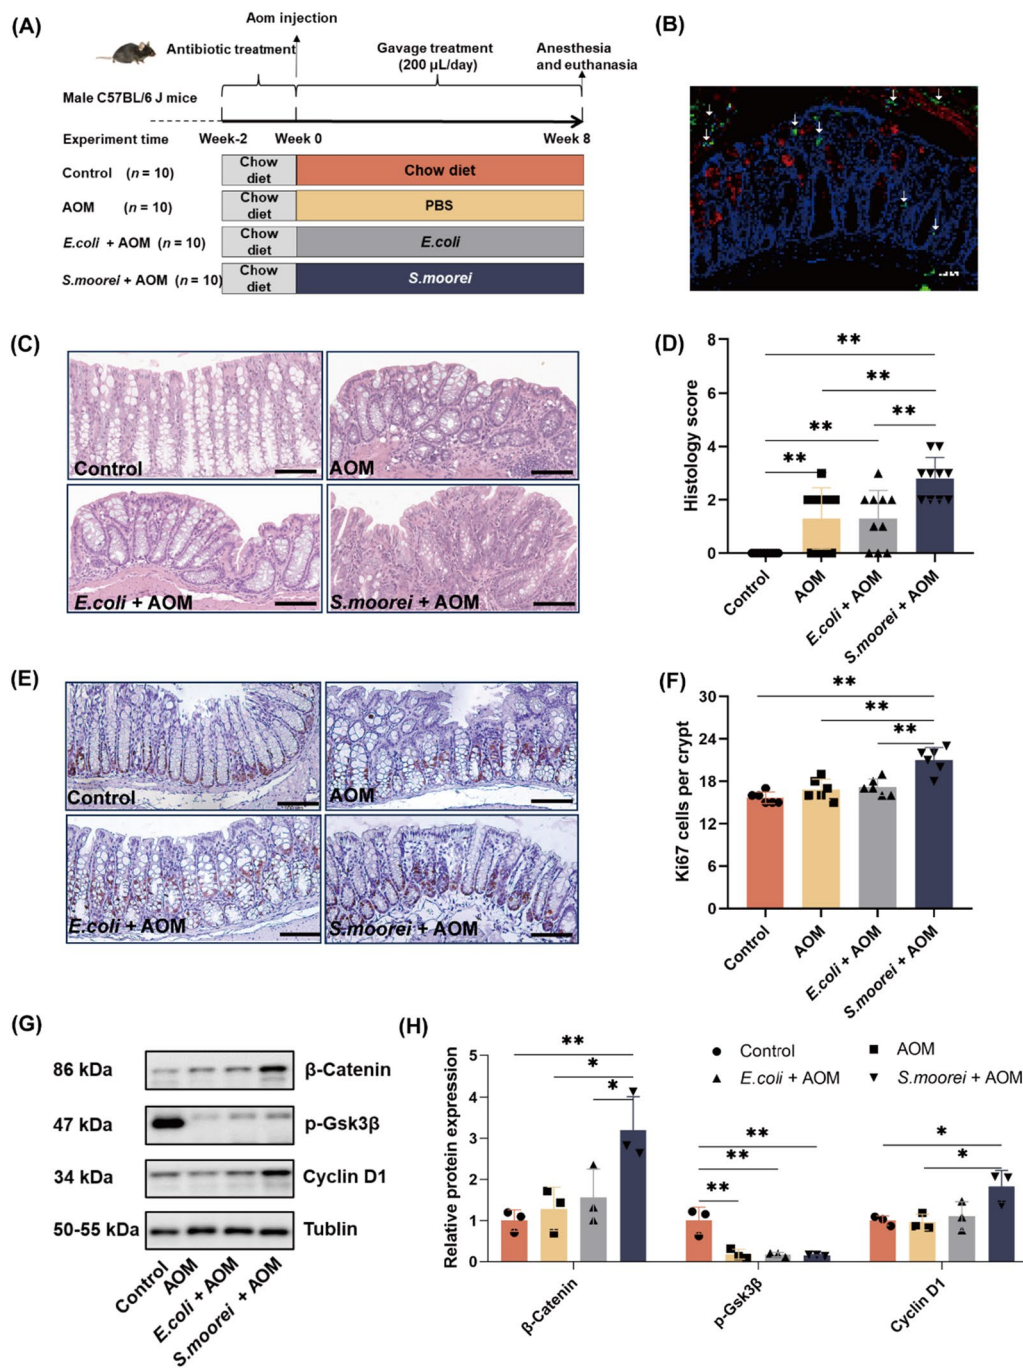 (A)
Aom injection
Antibiotic treatment
Gavage treatment
(200 µL/day)
Anesthesia
and euthanasia
Male C57BL/6 J mice
Experiment time
Week-2
Week 0
Week 8
Control (n = 10)
Chow
diet
Chow diet
AOM (n = 10)
Chow
diet
PBS
E.coli + AOM (n = 10)
Chow
diet
E.coli
S.moorei + AOM (n = 10)
Chow
diet
S.moorei
(B)
(C)
Control
AOM
E.coli + AOM
S.moorei + AOM
(D)
Histology score
8
6
4
2
0
**
**
**
**
**
Control
AOM
E.coli + AOM
S.moorei + AOM
(E)
Control
AOM
E.coli + AOM
S.moorei + AOM
(F)
Ki67 cells per crypt
30
24
18
12
6
0
**
**
**
Control
AOM
E.coli + AOM
S.moorei + AOM
(G)
86 kDa
β-Catenin
47 kDa
p-Gsk3β
34 kDa
Cyclin D1
50-55 kDa
Tublin
Control
AOM
E.coli + AOM
S.moorei + AOM
(H)
Relative protein expression
5
4
3
2
1
0
**
*
*
**
**
**
*
*
β-Catenin
p-Gsk3β
Cyclin D1
Control
AOM
E.coli + AOM
S.moorei + AOM